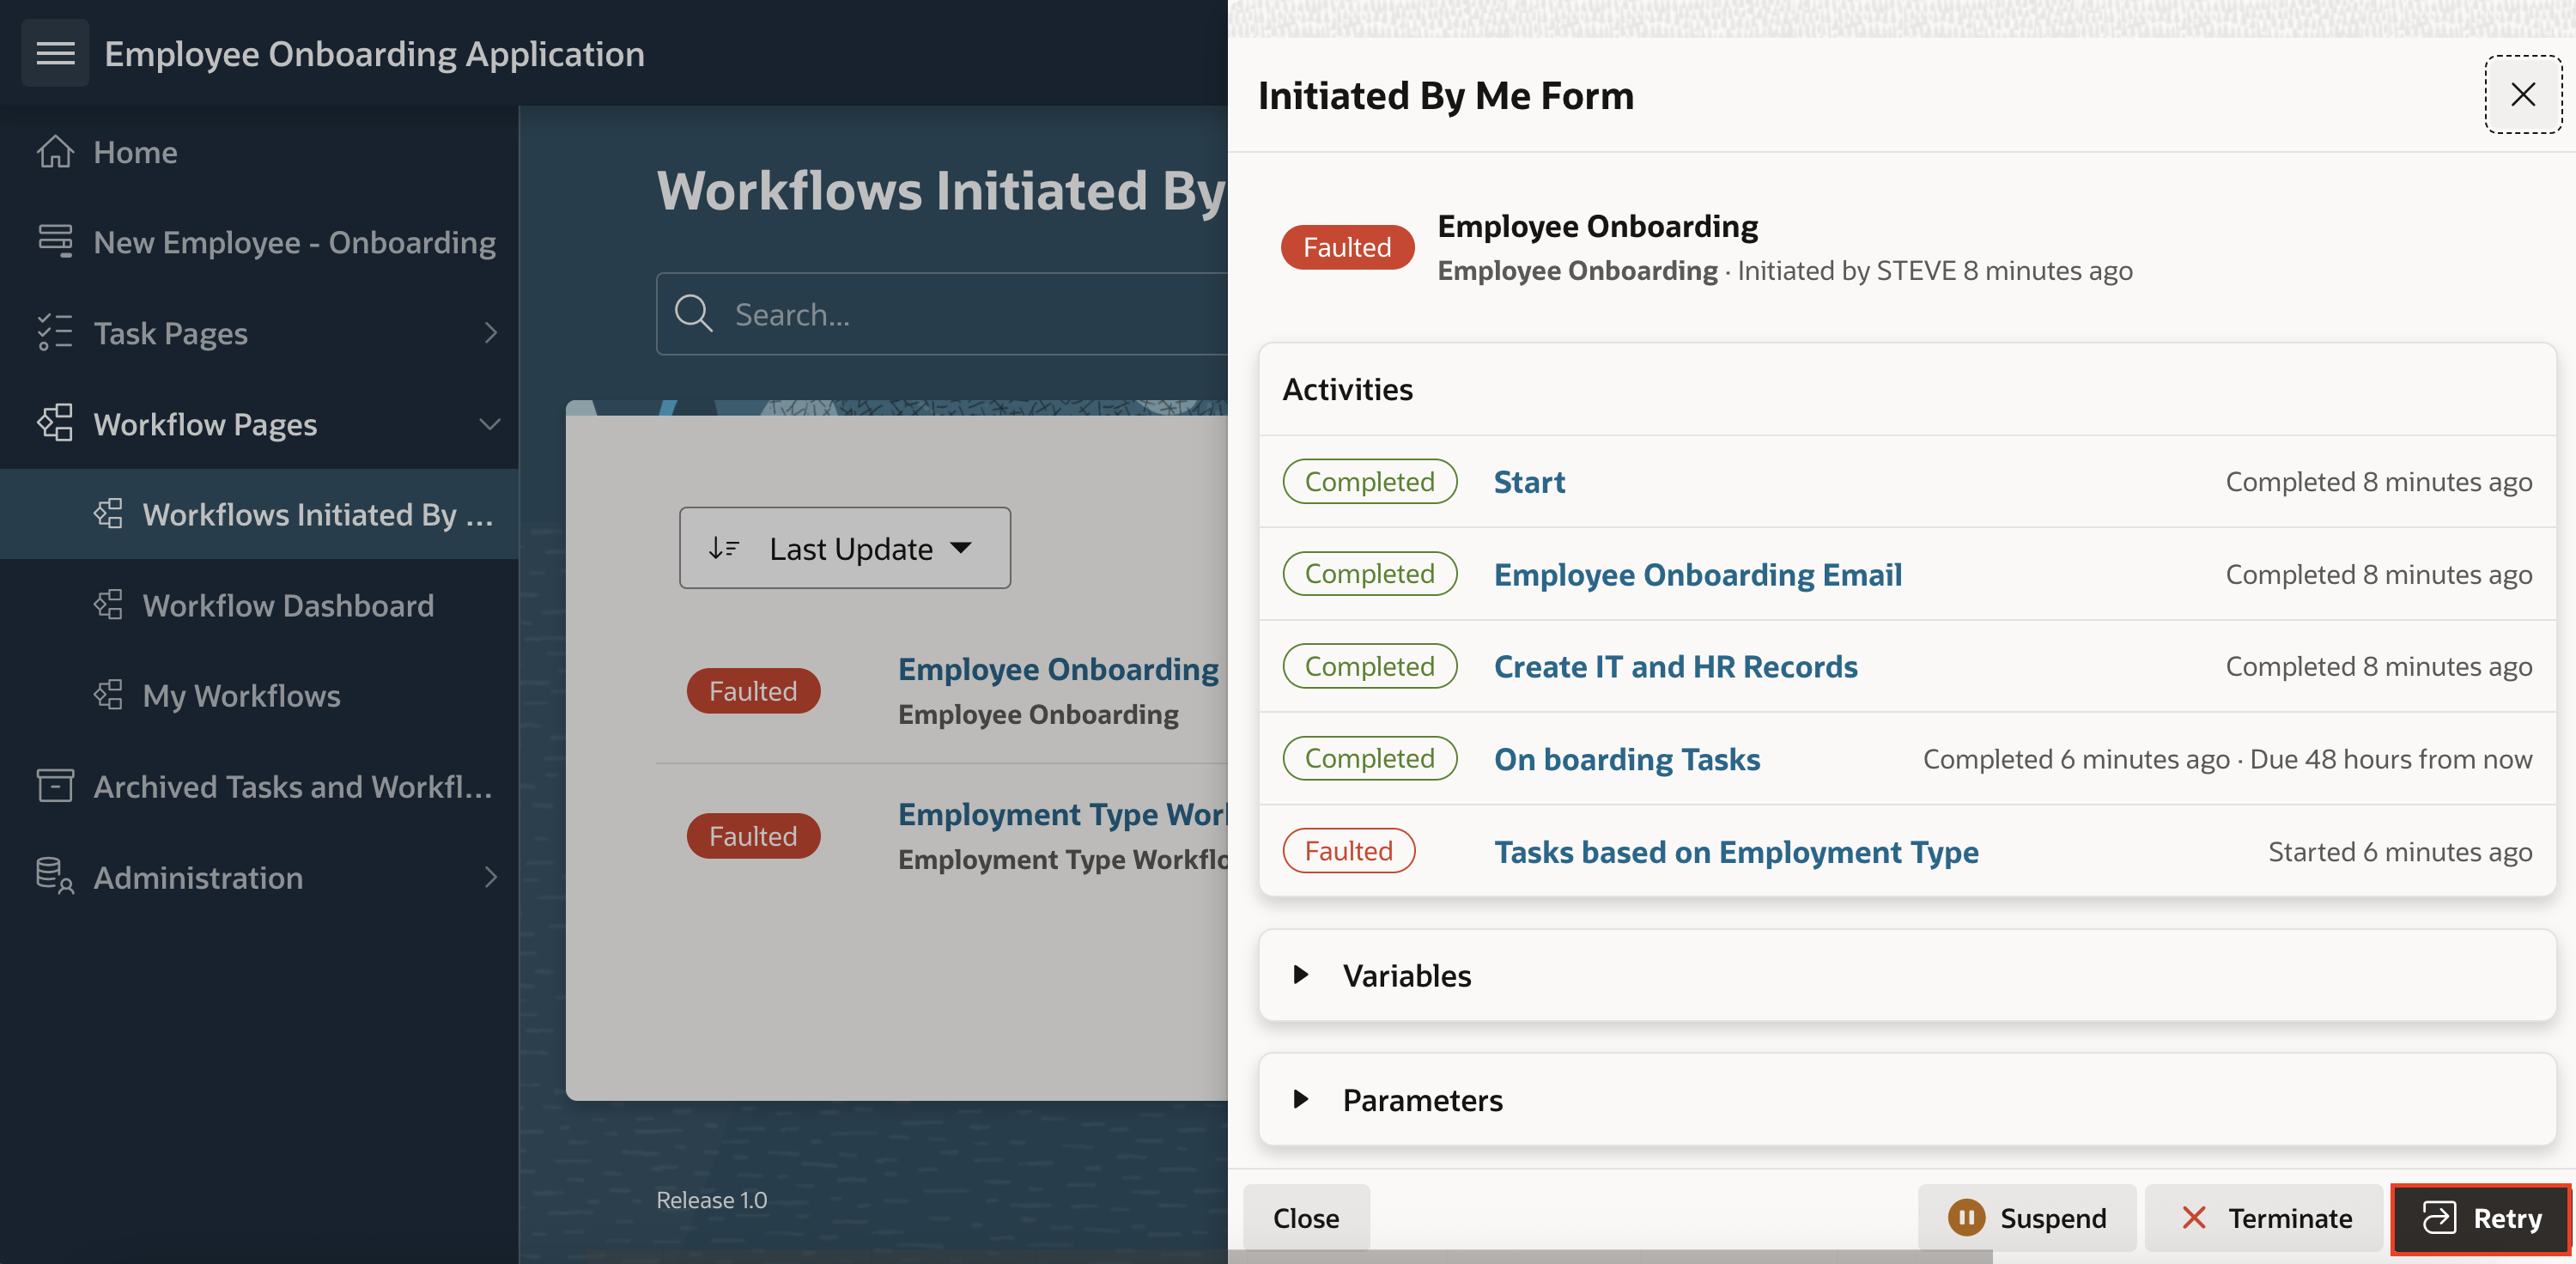 Employee Onboarding Application
Home
New Employee - Onboarding
Task Pages
Workflow Pages
Workflows Initiated By ...
Workflow Dashboard
My Workflows
Archived Tasks and Workfl...
Administration
Workflows Initiated By
Search...
Last Update
Faulted
Employee Onboarding
Employee Onboarding
Faulted
Employment Type Worl
Employment Type Workflo
Release 1.0
Initiated By Me Form
Faulted
Employee Onboarding
Employee Onboarding · Initiated by STEVE 8 minutes ago
Activities
Completed Start Completed 8 minutes ago
Completed Employee Onboarding Email Completed 8 minutes ago
Completed Create IT and HR Records Completed 8 minutes ago
Completed On boarding Tasks Completed 6 minutes ago · Due 48 hours from now
Faulted Tasks based on Employment Type Started 6 minutes ago
Variables
Parameters
Close Suspend Terminate Retry